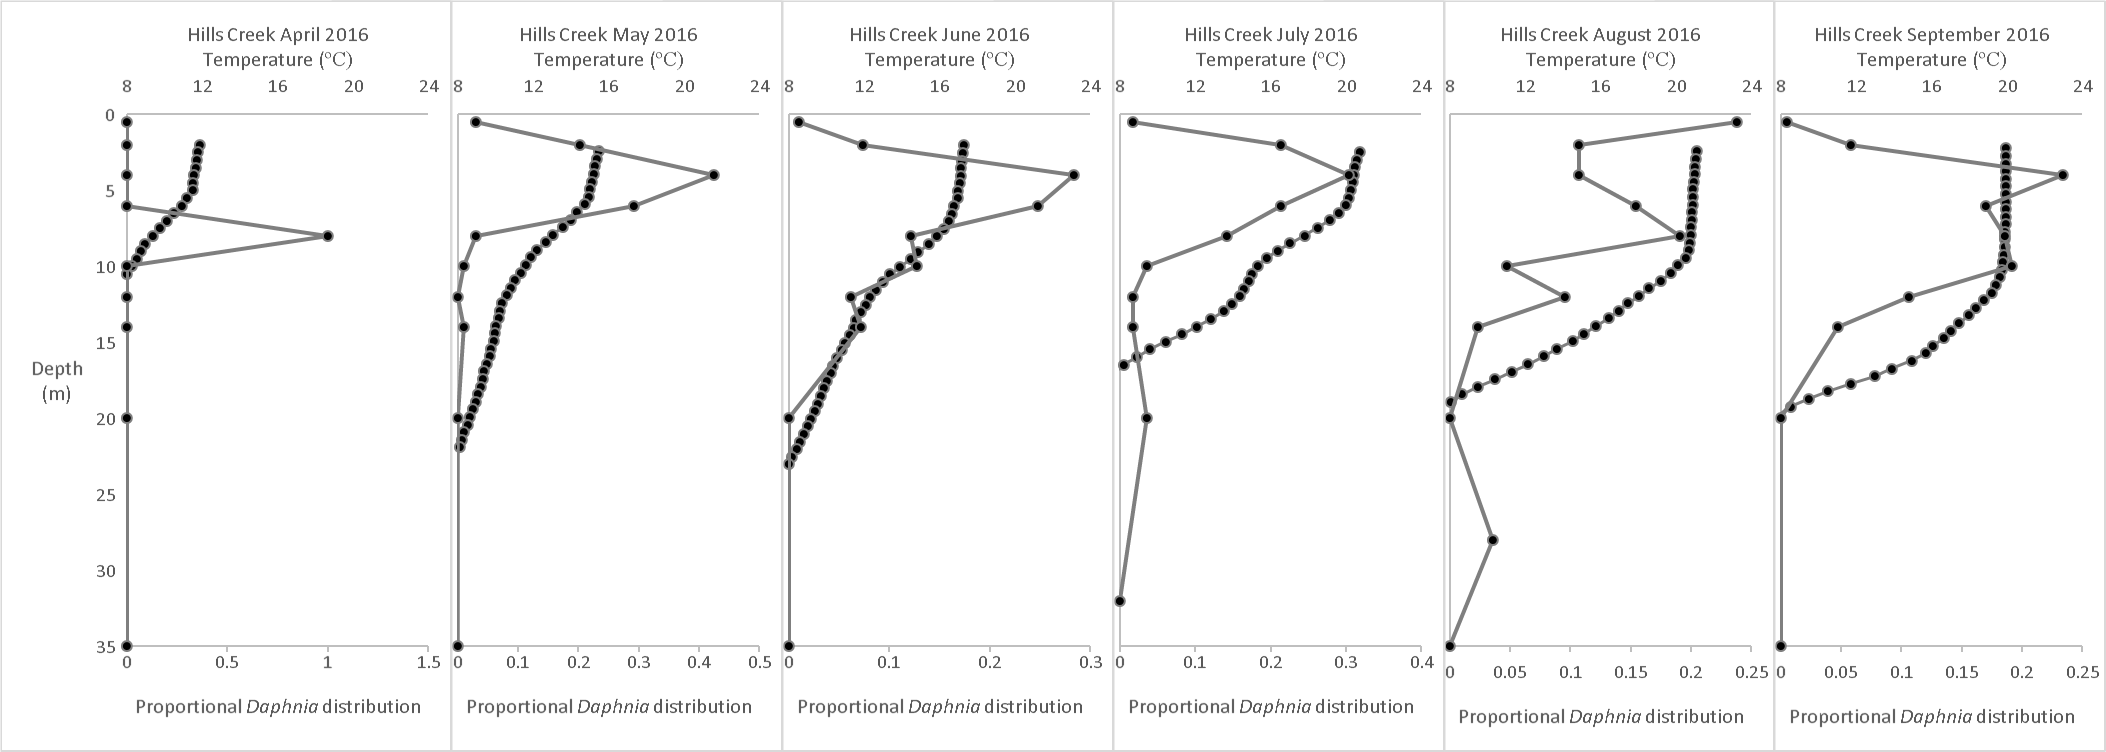 Hills Creek April 2016
Temperature (°C)
8 12 16 20 24
0
5
10
15
20
25
30
35
Depth
(m)
0 0.5 1 1.5
Proportional Daphnia distribution
Hills Creek May 2016
Temperature (°C)
8 12 16 20 24
0 0.1 0.2 0.3 0.4 0.5
Proportional Daphnia distribution
Hills Creek June 2016
Temperature (°C)
8 12 16 20 24
0 0.1 0.2 0.3
Proportional Daphnia distribution
Hills Creek July 2016
Temperature (°C)
8 12 16 20 24
0 0.1 0.2 0.3 0.4
Proportional Daphnia distribution
Hills Creek August 2016
Temperature (°C)
8 12 16 20 24
0 0.05 0.1 0.15 0.2 0.25
Proportional Daphnia distribution
Hills Creek September 2016
Temperature (°C)
8 12 16 20 24
0 0.05 0.1 0.15 0.2 0.25
Proportional Daphnia distribution